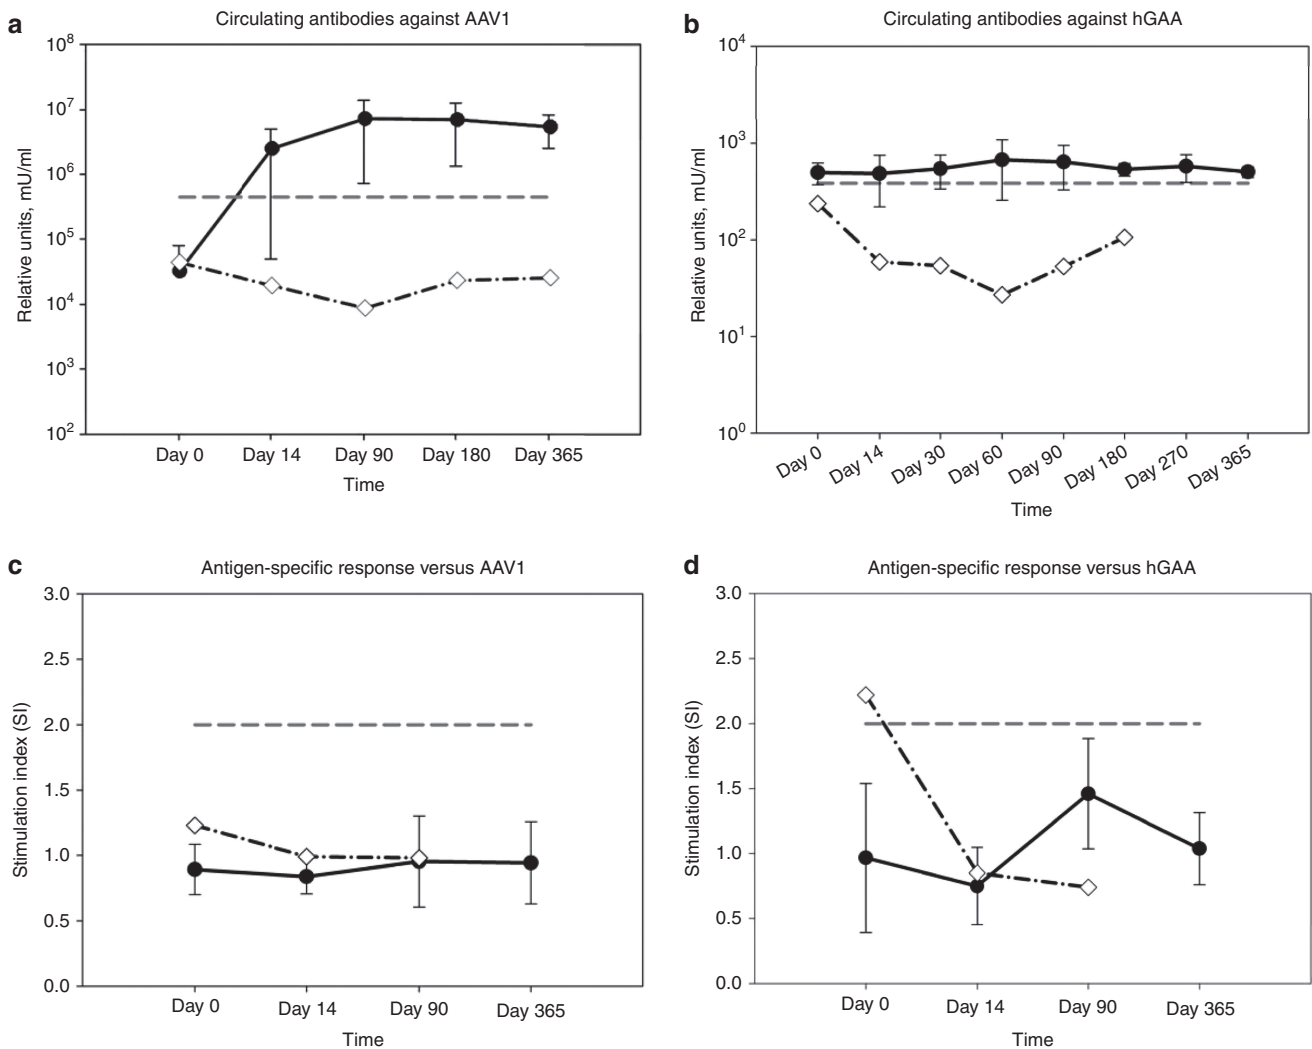 a
Circulating antibodies against AAV1
10⁸
10⁷
10⁶
10⁵
10⁴
10³
10²
Relative units, mU/ml
Day 0
Day 14
Day 90
Day 180
Day 365
Time
b
Circulating antibodies against hGAA
10⁴
10³
10²
10¹
10⁰
Relative units, mU/ml
Day 0
Day 14
Day 30
Day 60
Day 90
Day 180
Day 270
Day 365
Time
c
Antigen-specific response versus AAV1
3.0
2.5
2.0
1.5
1.0
0.5
0.0
Stimulation index (SI)
Day 0
Day 14
Day 90
Day 365
Time
d
Antigen-specific response versus hGAA
3.0
2.5
2.0
1.5
1.0
0.5
0.0
Stimulation index (SI)
Day 0
Day 14
Day 90
Day 365
Time